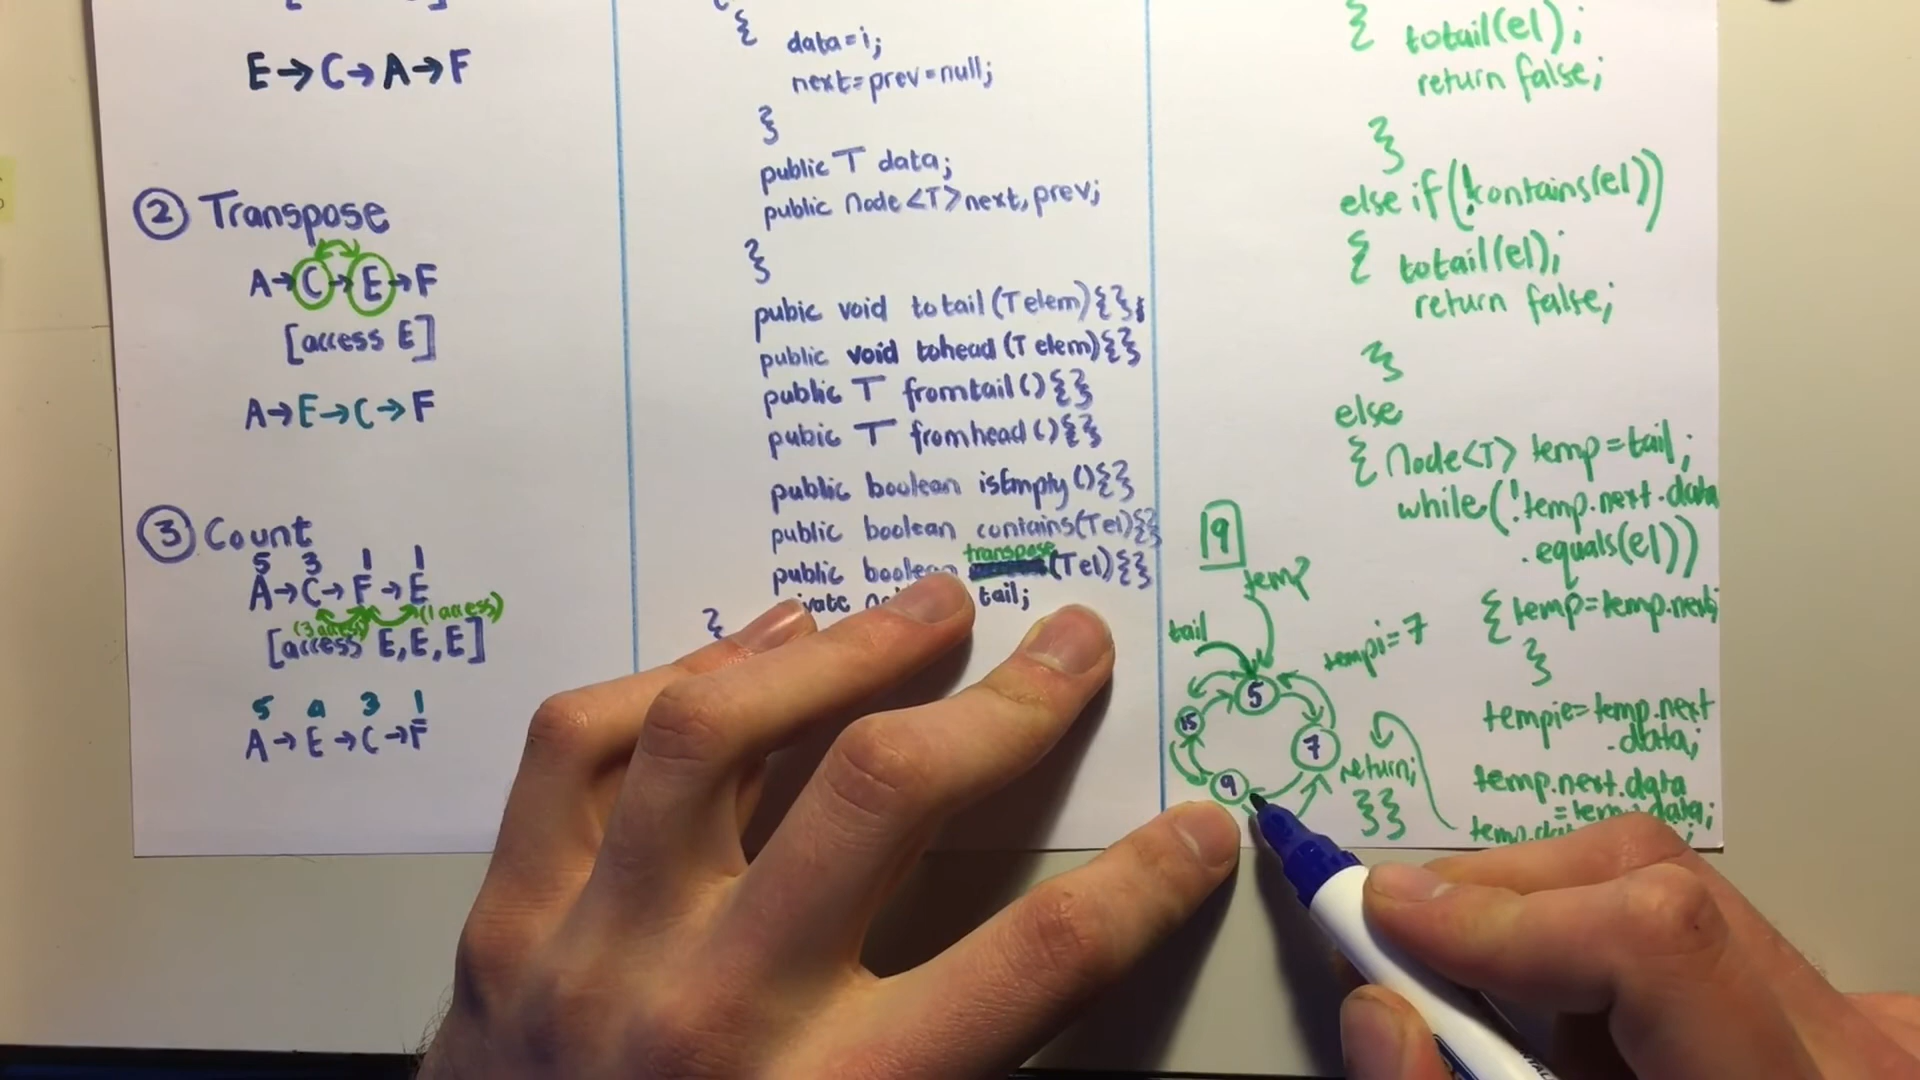 E→C→A→F
② Transpose
A→C→E→F
[access E]
A→E→C→F
③ Count
5 3 1 1
A→C→F→E
(3 access) (1 access)
[access E,E,E]
5 4 3 1
A→E→C→F
{
data=i;
next=prev=null;
}
public T data;
public Node<T> next, prev;
}
pubic void totail(T elem){};
public void tohead(T elem){}
public T fromtail(){}
pubic T fromhead(){}
public boolean isEmpty(){}
public boolean contains(T el){}
transpose
public boolean (T el){}
tail;
}
{ totail(el);
return false;
}
else if(!contains(el))
{ totail(el);
return false;
}
else
{ Node<T> temp=tail;
while(!temp.next.data
.equals(el))
{ temp=temp.next;
}
tempie=temp.next
.data;
temp.next.data
=temp.data;
return;
}}
9
temp
tail
tempi=7
5
15
7
9